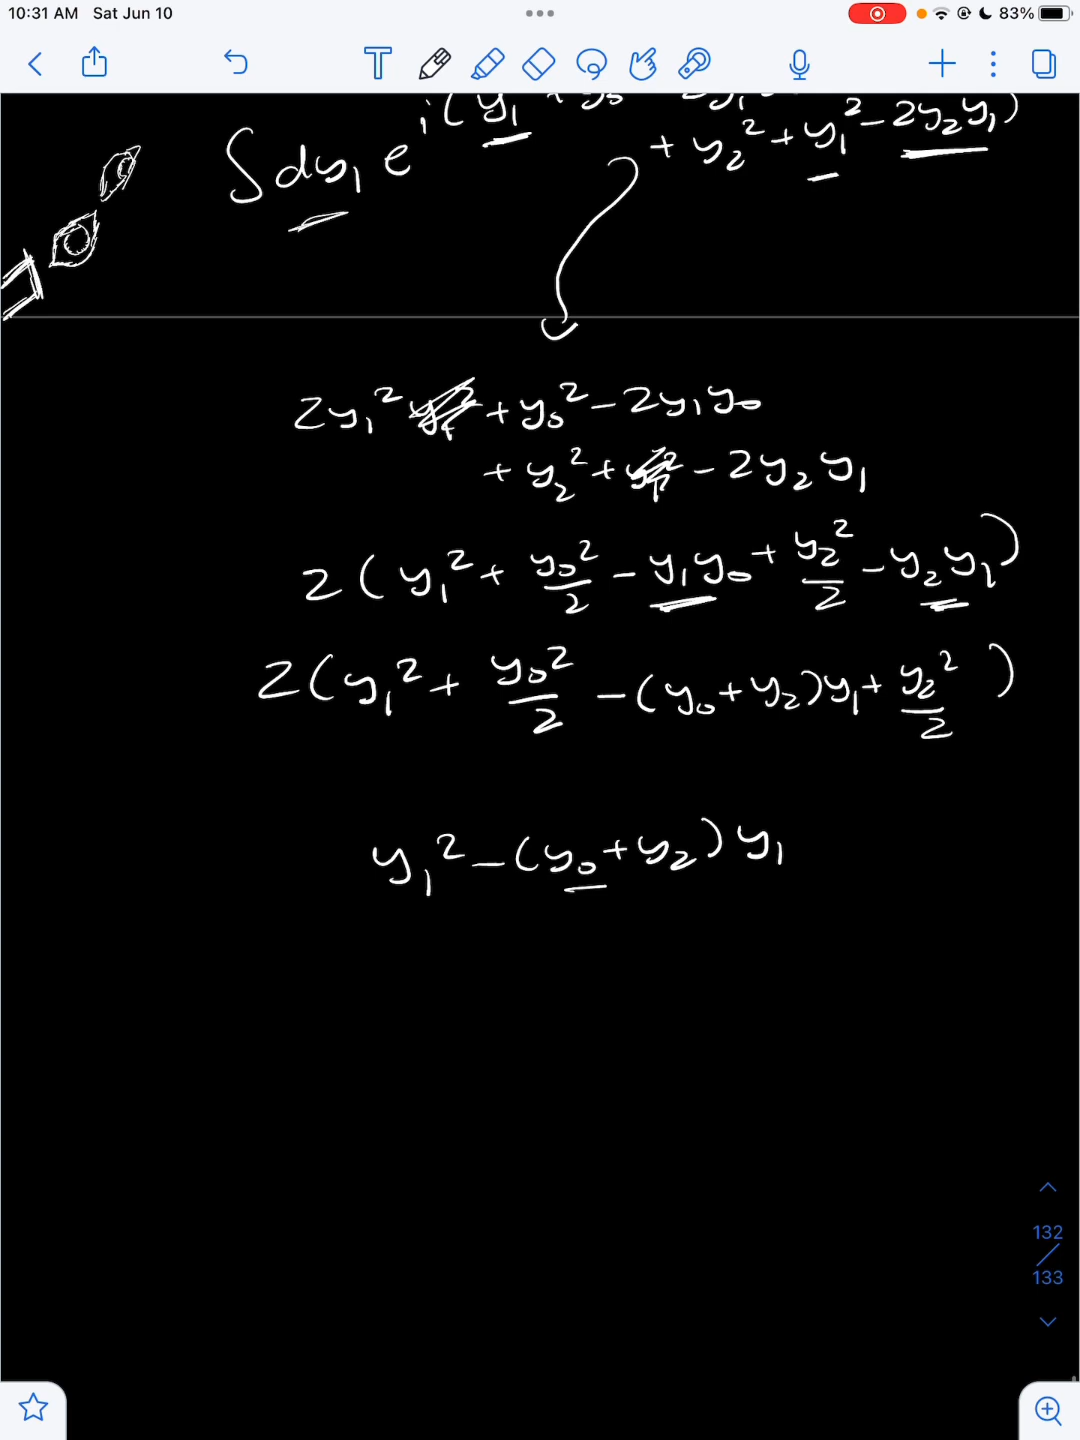 10:31 AM Sat Jun 10
83%
T
∫dy₁ e^i(y₁
+ y₂² + y₁² - 2y₂y₁)
2y₁² + y₀² - 2y₁y₀
+ y₂² + - 2y₂y₁
2(y₁² + y₀²/2 - y₁y₀ + y₂²/2 - y₂y₁)
2(y₁² + y₀²/2 - (y₀+y₂)y₁ + y₂²/2)
y₁² - (y₀+y₂)y₁
132
/
133